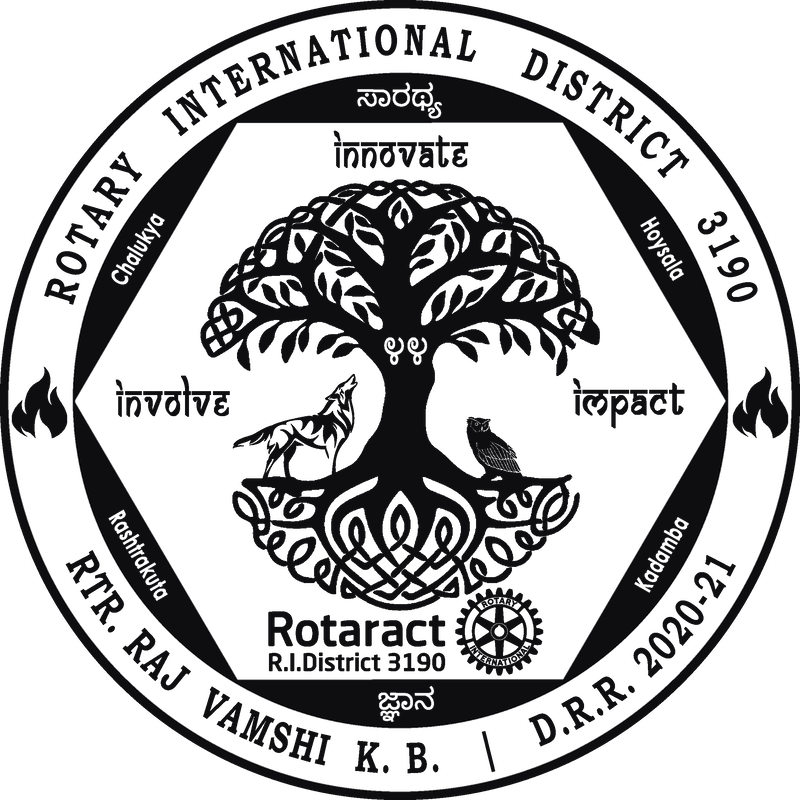 ROTARY INTERNATIONAL DISTRICT 3190
ಸಾರಥ್ಯ
innovate
Chalukya
Hoysala
involve
impact
Rashtrakuta
Kadamba
Rotaract
R.I.District 3190
ROTARY
INTERNATIONAL
ಜ್ಞಾನ
RTR. RAJ VAMSHI K. B. | D.R.R. 2020-21